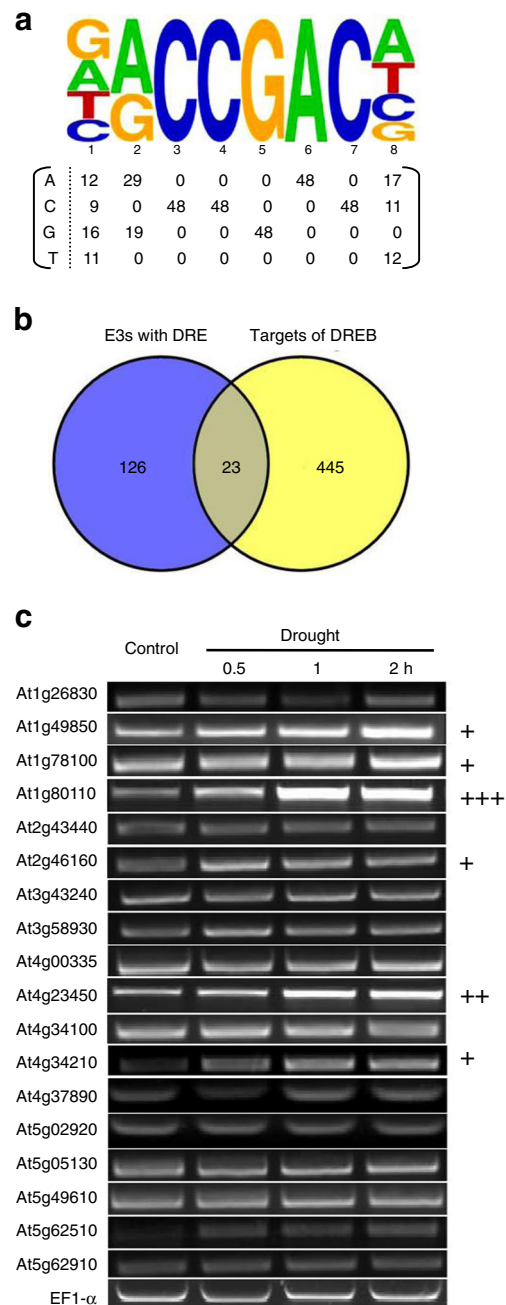 a
G A C C G A C A
A G T
T C
C G
1 2 3 4 5 6 7 8
A 12 29 0 0 0 48 0 17
C 9 0 48 48 0 0 48 11
G 16 19 0 0 48 0 0 0
T 11 0 0 0 0 0 0 12
b
E3s with DRE Targets of DREB
126 23 445
c
Control Drought
0.5 1 2 h
At1g26830
At1g49850 +
At1g78100 +
At1g80110 +++
At2g43440
At2g46160 +
At3g43240
At3g58930
At4g00335
At4g23450 ++
At4g34100
At4g34210 +
At4g37890
At5g02920
At5g05130
At5g49610
At5g62510
At5g62910
EF1-α